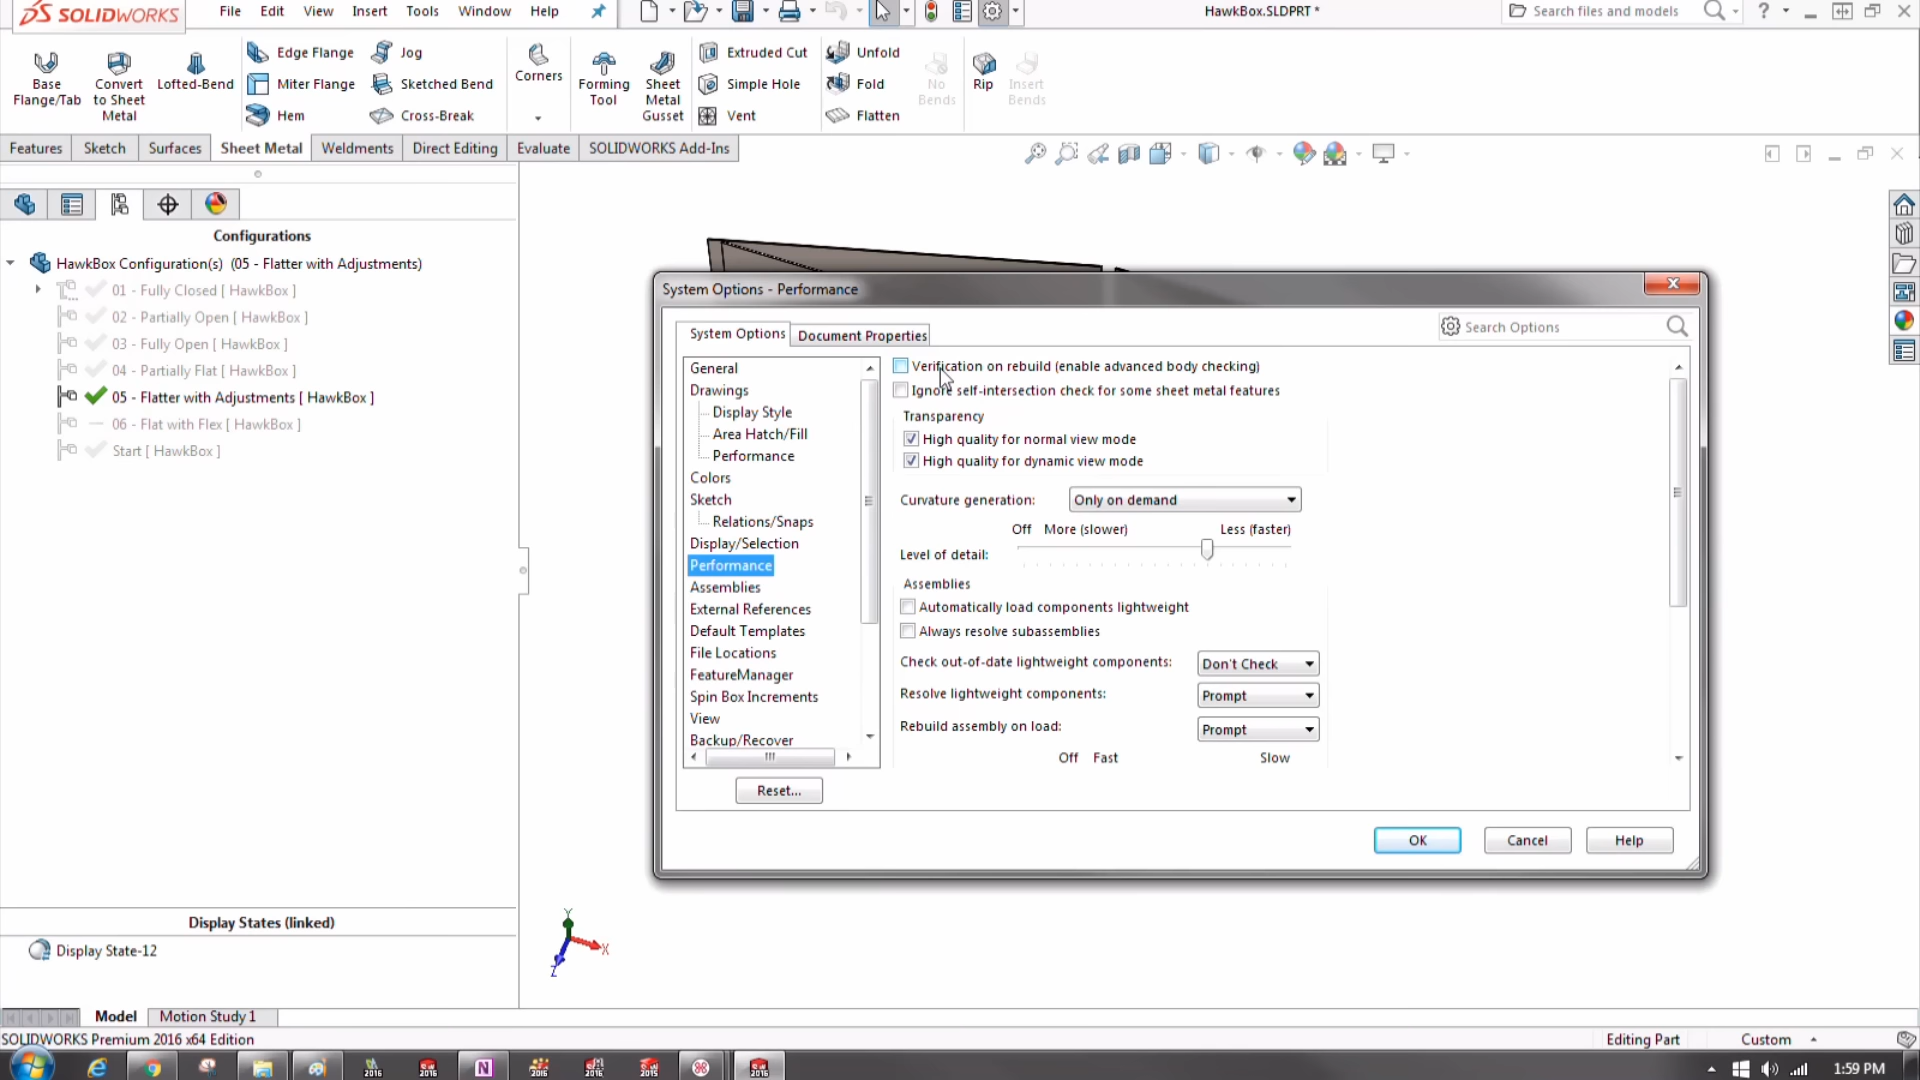 SOLIDWORKS
File Edit View Insert Tools Window Help
HawkBox.SLDPRT *
Search files and models
?
Base Flange/Tab
Convert to Sheet Metal
Lofted-Bend
Edge Flange
Miter Flange
Hem
Jog
Sketched Bend
Cross-Break
Corners
Forming Tool
Sheet Metal Gusset
Extruded Cut
Simple Hole
Vent
Unfold
Fold
Flatten
No Bends
Rip
Insert Bends
Features Sketch Surfaces Sheet Metal Weldments Direct Editing Evaluate SOLIDWORKS Add-Ins
Configurations
HawkBox Configuration(s) (05 - Flatter with Adjustments)
01 - Fully Closed [ HawkBox ]
02 - Partially Open [ HawkBox ]
03 - Fully Open [ HawkBox ]
04 - Partially Flat [ HawkBox ]
05 - Flatter with Adjustments [ HawkBox ]
06 - Flat with Flex [ HawkBox ]
Start [ HawkBox ]
System Options - Performance
System Options Document Properties
Search Options
General
Drawings
Display Style
Area Hatch/Fill
Performance
Colors
Sketch
Relations/Snaps
Display/Selection
Performance
Assemblies
External References
Default Templates
File Locations
FeatureManager
Spin Box Increments
View
Backup/Recover
Reset...
Verification on rebuild (enable advanced body checking)
Ignore self-intersection check for some sheet metal features
Transparency
High quality for normal view mode
High quality for dynamic view mode
Curvature generation: Only on demand
Off More (slower) Less (faster)
Level of detail:
Assemblies
Automatically load components lightweight
Always resolve subassemblies
Check out-of-date lightweight components: Don't Check
Resolve lightweight components: Prompt
Rebuild assembly on load: Prompt
Off Fast Slow
OK Cancel Help
Display States (linked)
Display State-12
Y
X
Z
Model Motion Study 1
SOLIDWORKS Premium 2016 x64 Edition
Editing Part Custom
1:59 PM